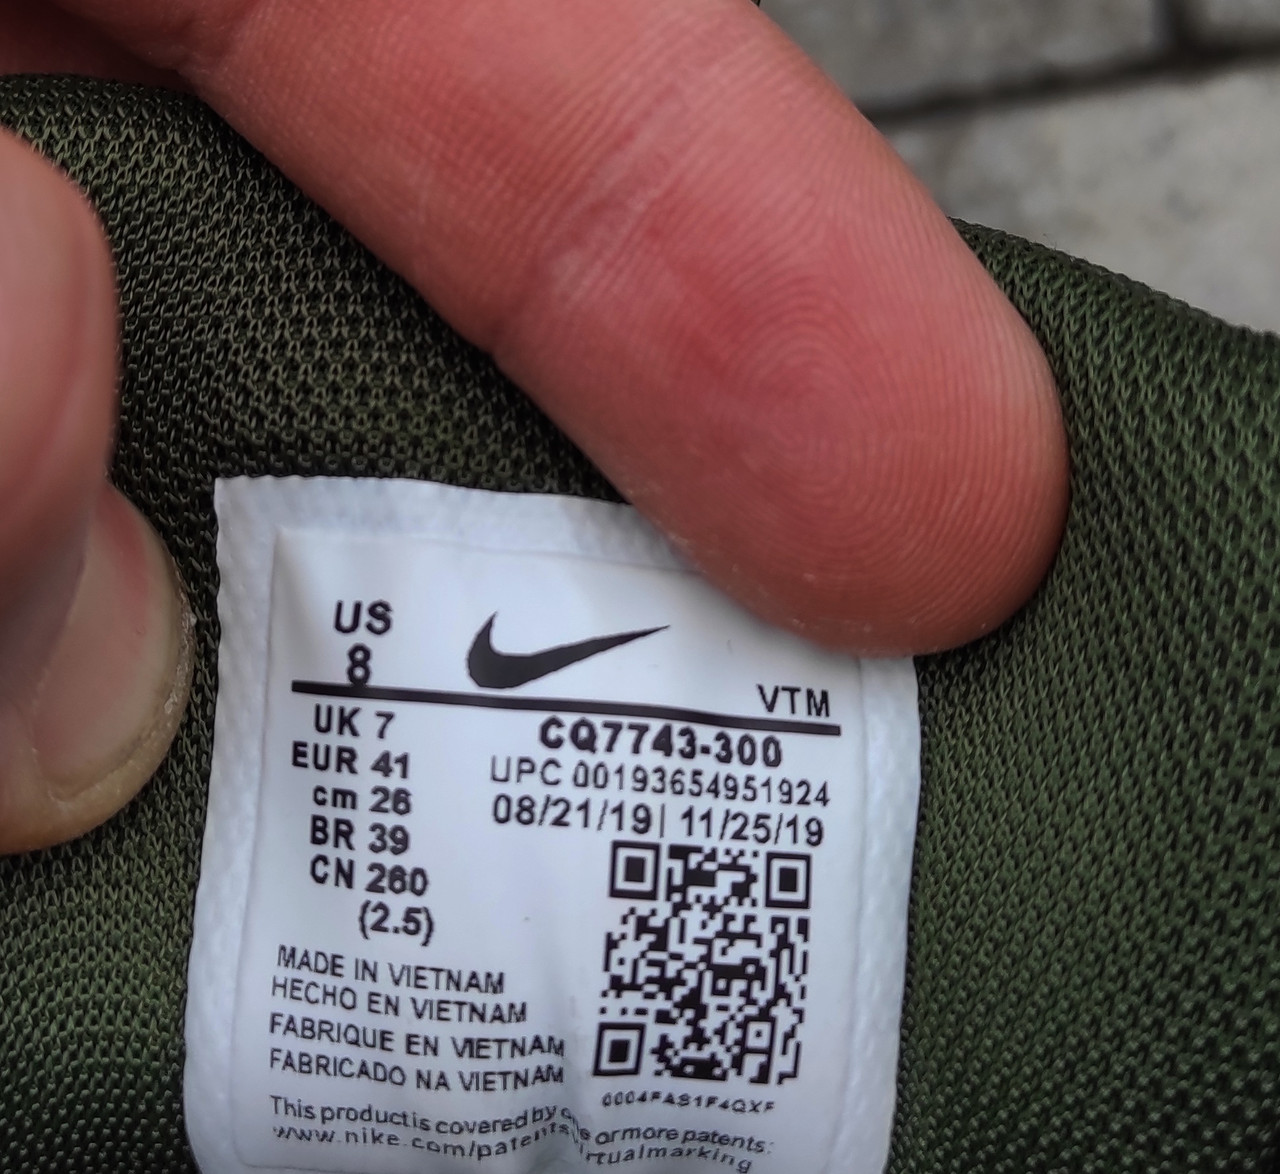 US
8
VTM
UK 7
CQ7743-300
EUR 41
UPC 00193654951924
cm 26
08/21/19| 11/25/19
BR 39
CN 260
(2.5)
MADE IN VIETNAM
HECHO EN VIETNAM
FABRIQUE EN VIETNAM
FABRICADO NA VIETNAM
0004FAS1F4QXF
This product is covered by or more patents:
www.nike.com/patents